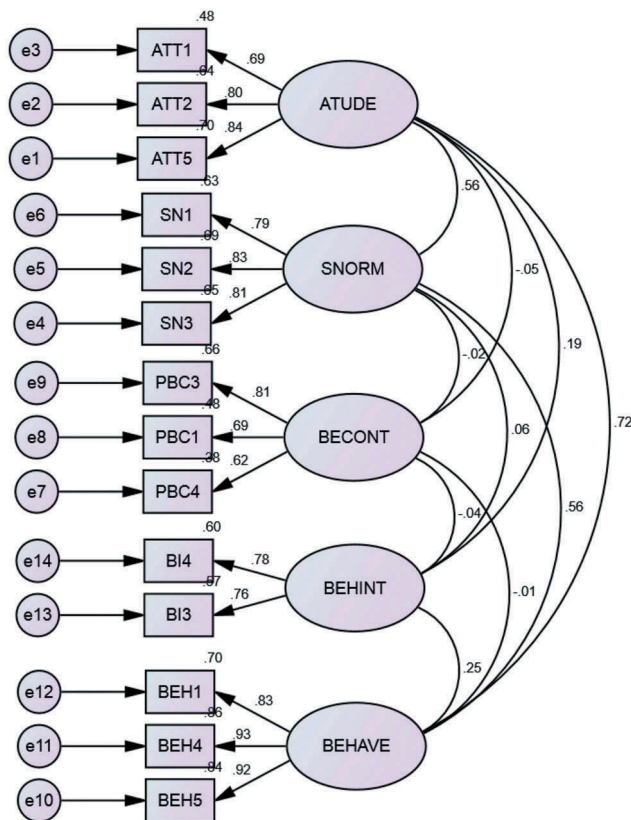 .48
e3 ATT1 .69
.64
e2 ATT2 .80 ATUDE
.70 .84
e1 ATT5
.63 .56
e6 SN1 .79
.69
e5 SN2 .83 SNORM -.05
.65 .81
e4 SN3
.66 -.02 .19
e9 PBC3 .81
.48
e8 PBC1 .69 BECONT .06 .72
.38 .62
e7 PBC4
.60 -.04 .56
e14 BI4 .78
BEHINT -.01
.76
e13 BI3
.70 .25
e12 BEH1 .83
.86
e11 BEH4 .93 BEHAVE
.84 .92
e10 BEH5